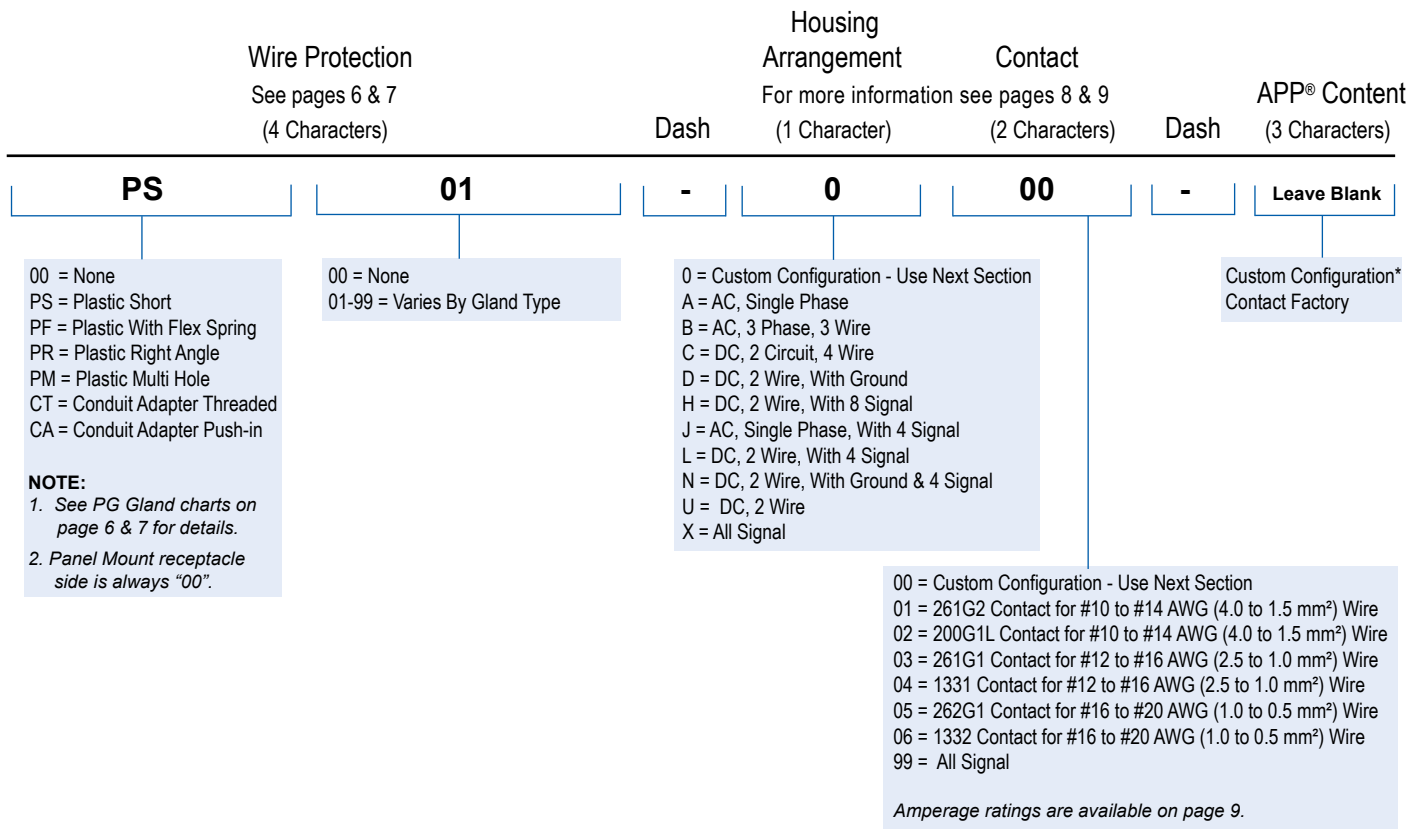 Wire Protection
See pages 6 & 7
(4 Characters)
Dash
Housing
Arrangement
Contact
For more information see pages 8 & 9
(1 Character)
(2 Characters)
Dash
APP® Content
(3 Characters)
PS
01
-
0
00
-
Leave Blank
00 = None
PS = Plastic Short
PF = Plastic With Flex Spring
PR = Plastic Right Angle
PM = Plastic Multi Hole
CT = Conduit Adapter Threaded
CA = Conduit Adapter Push-in
NOTE:
1. See PG Gland charts on
page 6 & 7 for details.
2. Panel Mount receptacle
side is always “00”.
00 = None
01-99 = Varies By Gland Type
0 = Custom Configuration - Use Next Section
A = AC, Single Phase
B = AC, 3 Phase, 3 Wire
C = DC, 2 Circuit, 4 Wire
D = DC, 2 Wire, With Ground
H = DC, 2 Wire, With 8 Signal
J = AC, Single Phase, With 4 Signal
L = DC, 2 Wire, With 4 Signal
N = DC, 2 Wire, With Ground & 4 Signal
U = DC, 2 Wire
X = All Signal
00 = Custom Configuration - Use Next Section
01 = 261G2 Contact for #10 to #14 AWG (4.0 to 1.5 mm²) Wire
02 = 200G1L Contact for #10 to #14 AWG (4.0 to 1.5 mm²) Wire
03 = 261G1 Contact for #12 to #16 AWG (2.5 to 1.0 mm²) Wire
04 = 1331 Contact for #12 to #16 AWG (2.5 to 1.0 mm²) Wire
05 = 262G1 Contact for #16 to #20 AWG (1.0 to 0.5 mm²) Wire
06 = 1332 Contact for #16 to #20 AWG (1.0 to 0.5 mm²) Wire
99 = All Signal
Amperage ratings are available on page 9.
Custom Configuration*
Contact Factory